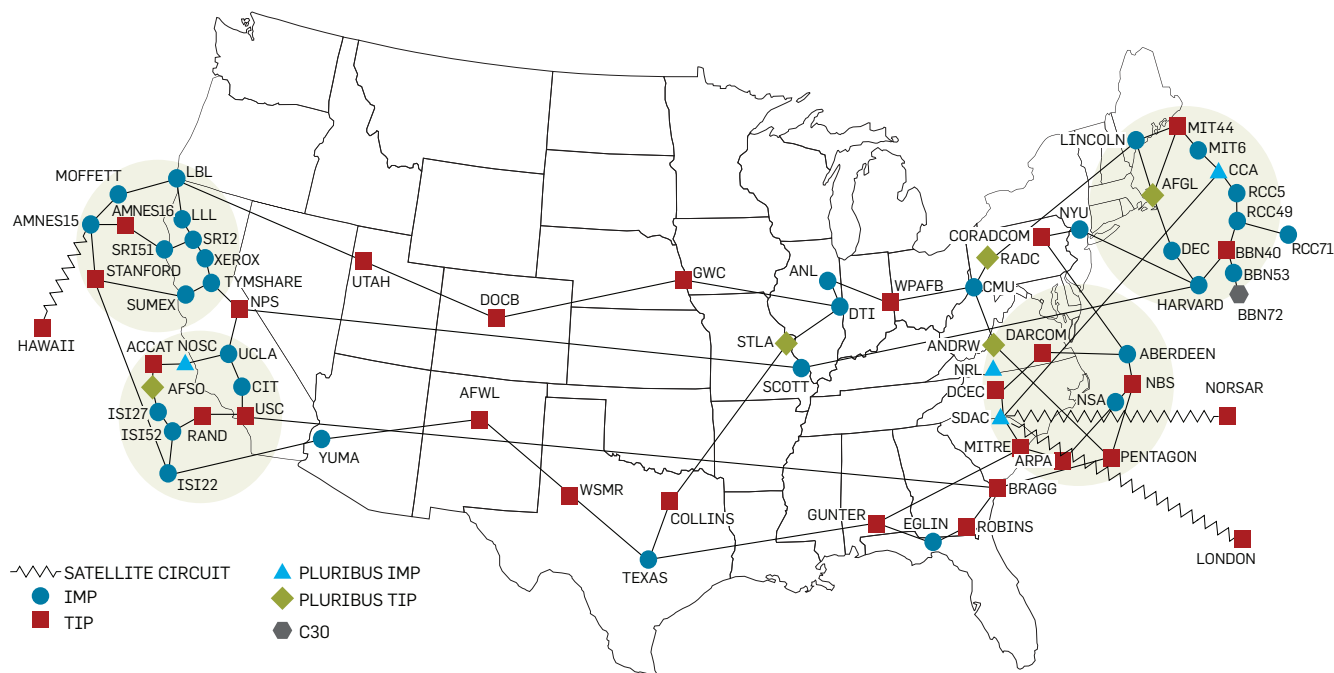 LINCOLN
MIT44
MIT6
CCA
MOFFETT
LBL
AFGL
RCC5
AMNES16
NYU
RCC49
AMNES15
LLL
SRI2
CORADCOM
RCC71
SRI51
XEROX
RADC
DEC
BBN40
STANFORD
TYMSHARE
UTAH
GWC
ANL
WPAFB
CMU
BBN53
SUMEX
NPS
DOCB
HARVARD
BBN72
HAWAII
DTI
ACCAT
NOSC
UCLA
STLA
ANDRW
DARCOM
ABERDEEN
AFSO
CIT
SCOTT
NRL
NBS
NORSAR
ISI27
USC
AFWL
DCEC
NSA
ISI52
RAND
SDAC
YUMA
MITRE
ARPA
PENTAGON
ISI22
WSMR
COLLINS
GUNTER
EGLIN
BRAGG
ROBINS
TEXAS
LONDON
SATELLITE CIRCUIT
IMP
TIP
PLURIBUS IMP
PLURIBUS TIP
C30